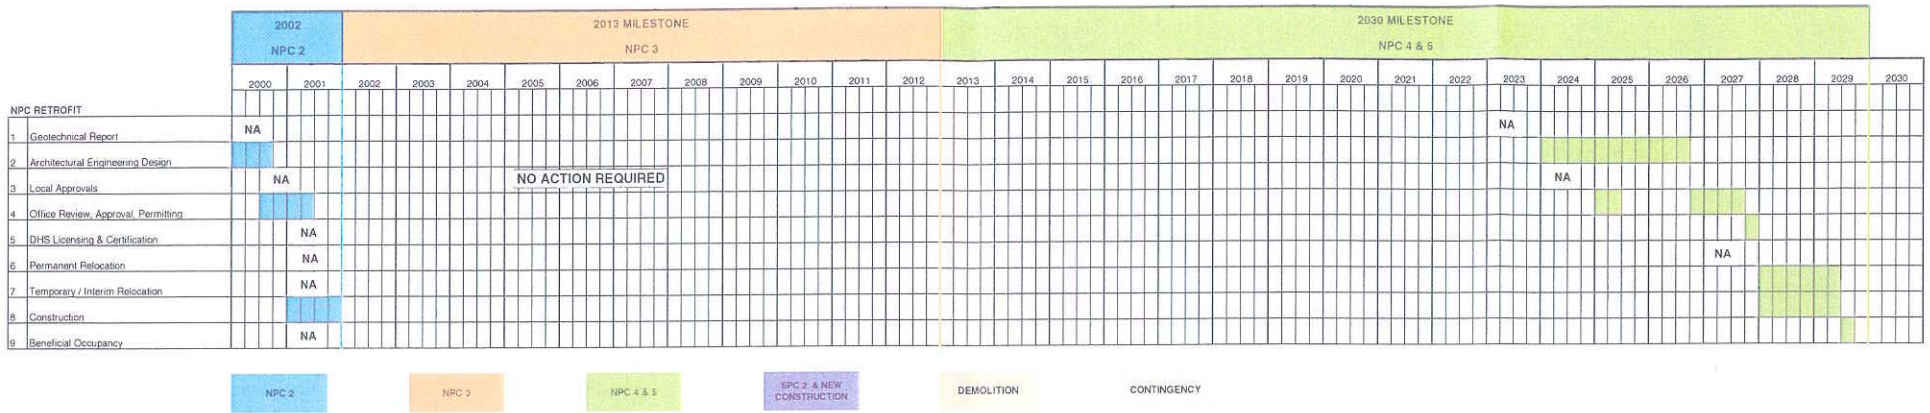 2002
2013 MILESTONE
2030 MILESTONE
NPC 2
NPC 3
NPC 4 & 5
2000 2001 2002 2003 2004 2005 2006 2007 2008 2009 2010 2011 2012 2013 2014 2015 2016 2017 2018 2019 2020 2021 2022 2023 2024 2025 2026 2027 2028 2029 2030
NPC RETROFIT
1 Geotechnical Report NA NA
2 Architectural Engineering Design
3 Local Approvals NA NO ACTION REQUIRED NA
4 Office Review, Approval, Permitting
5 DHS Licensing & Certification NA
6 Permanent Relocation NA NA
7 Temporary / Interim Relocation NA
8 Construction
9 Beneficial Occupancy NA
NPC 2
NPC 3
NPC 4 & 5
SPC 2 & NEW
CONSTRUCTION
DEMOLITION
CONTINGENCY